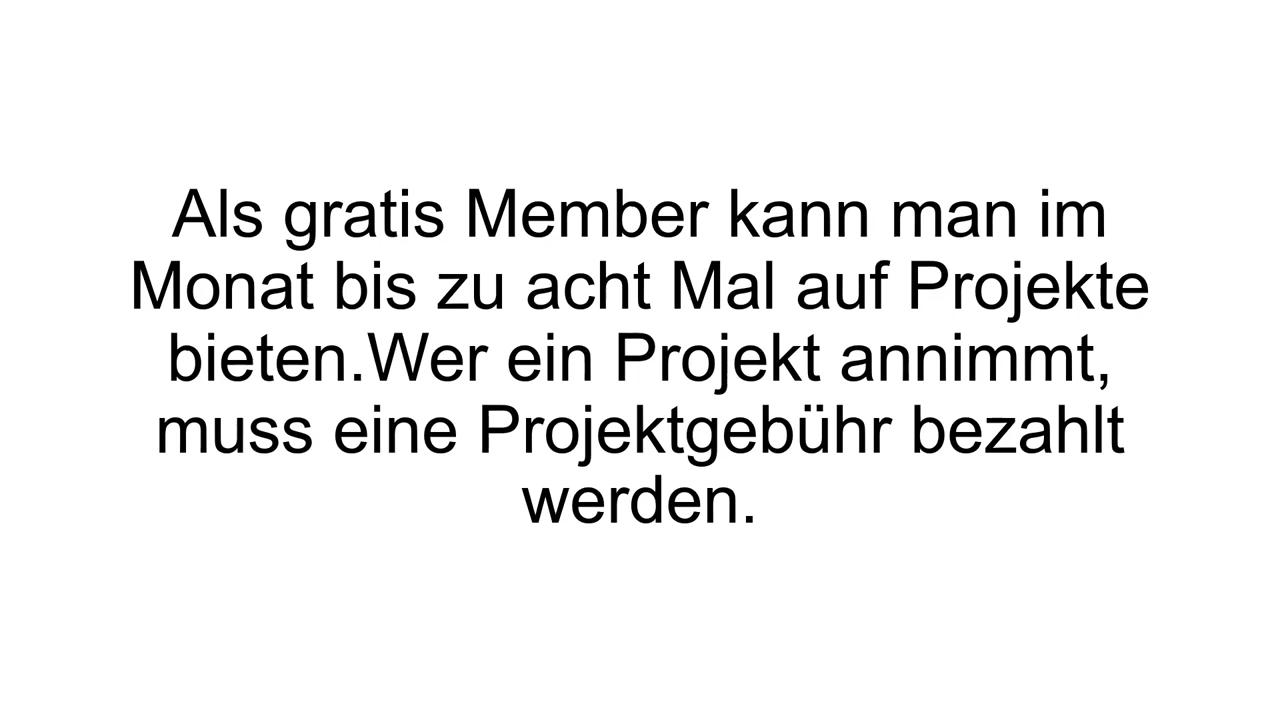 Als gratis Member kann man im
Monat bis zu acht Mal auf Projekte
bieten.Wer ein Projekt annimmt,
muss eine Projektgebühr bezahlt
werden.